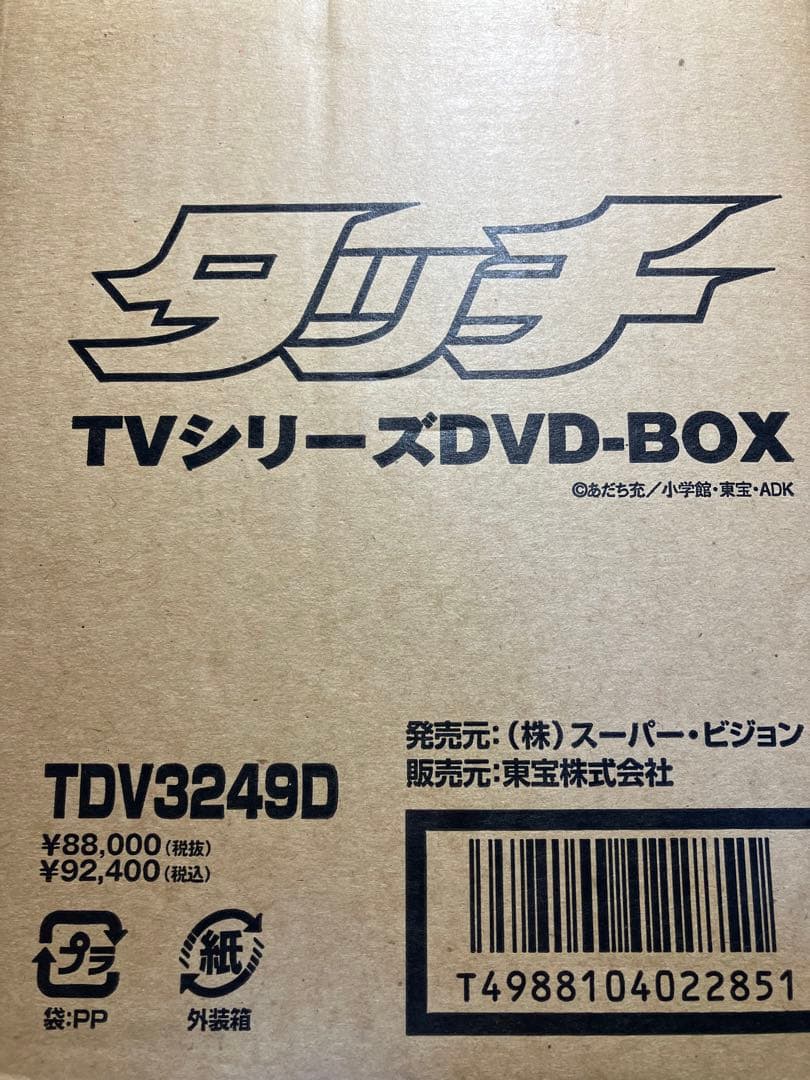 タッチ
TVシリーズDVD-BOX
©あだち充／小学館・東宝・ADK
発売元:(株)スーパー・ビジョン
販売元:東宝株式会社
TDV3249D
¥88,000(税抜)
¥92,400(税込)
プラ
袋:PP
紙
外装箱
T4988104022851